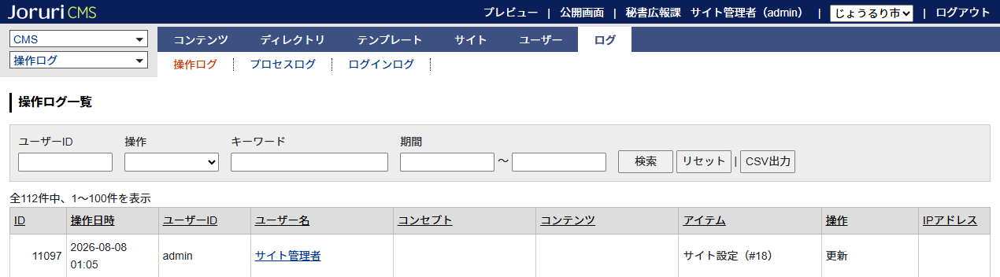 Joruri CMS プレビュー | 公開画面 | 秘書広報課 サイト管理者（admin） | じょうるり市 | ログアウト
CMS コンテンツ ディレクトリ テンプレート サイト ユーザー ログ
操作ログ 操作ログ プロセスログ ログインログ
操作ログ一覧
ユーザーID 操作 キーワード 期間
～ 検索 リセット | CSV出力
全112件中、1～100件を表示
ID 操作日時 ユーザーID ユーザー名 コンセプト コンテンツ アイテム 操作 IPアドレス
11097 2026-08-08 01:05 admin サイト管理者 サイト設定（#18） 更新